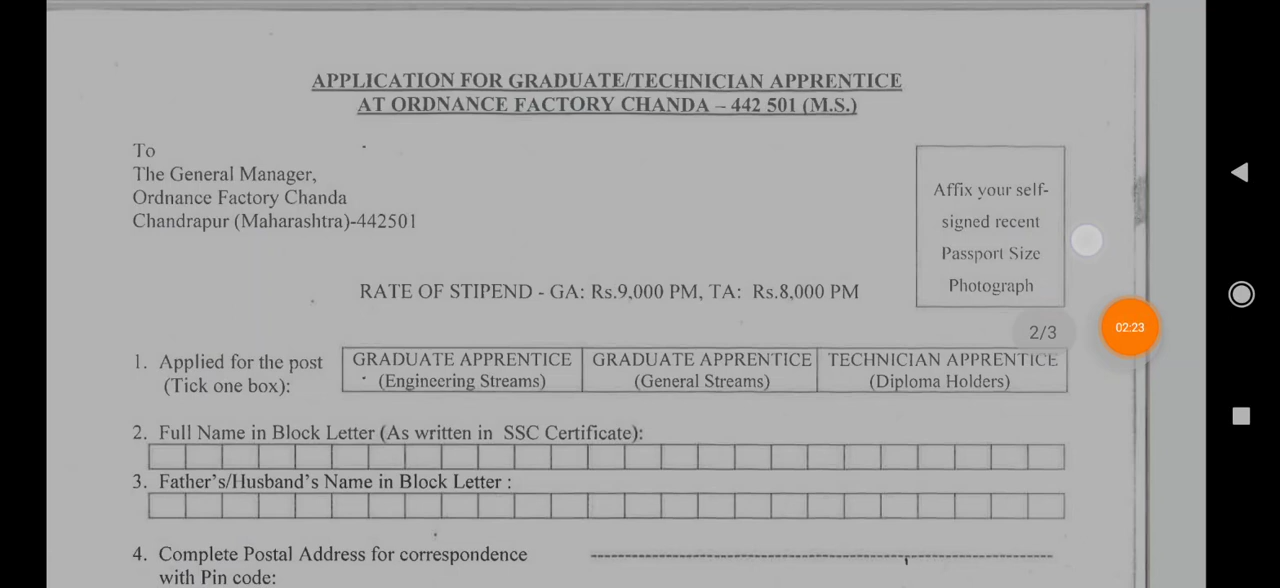 APPLICATION FOR GRADUATE/TECHNICIAN APPRENTICE
AT ORDNANCE FACTORY CHANDA – 442 501 (M.S.)
To
The General Manager,
Ordnance Factory Chanda
Chandrapur (Maharashtra)-442501
Affix your self-
signed recent
Passport Size
Photograph
RATE OF STIPEND - GA: Rs.9,000 PM, TA: Rs.8,000 PM
2/3
02:23
1. Applied for the post
(Tick one box):
GRADUATE APPRENTICE
(Engineering Streams)
GRADUATE APPRENTICE
(General Streams)
TECHNICIAN APPRENTICE
(Diploma Holders)
2. Full Name in Block Letter (As written in SSC Certificate):
3. Father's/Husband's Name in Block Letter :
4. Complete Postal Address for correspondence
with Pin code: